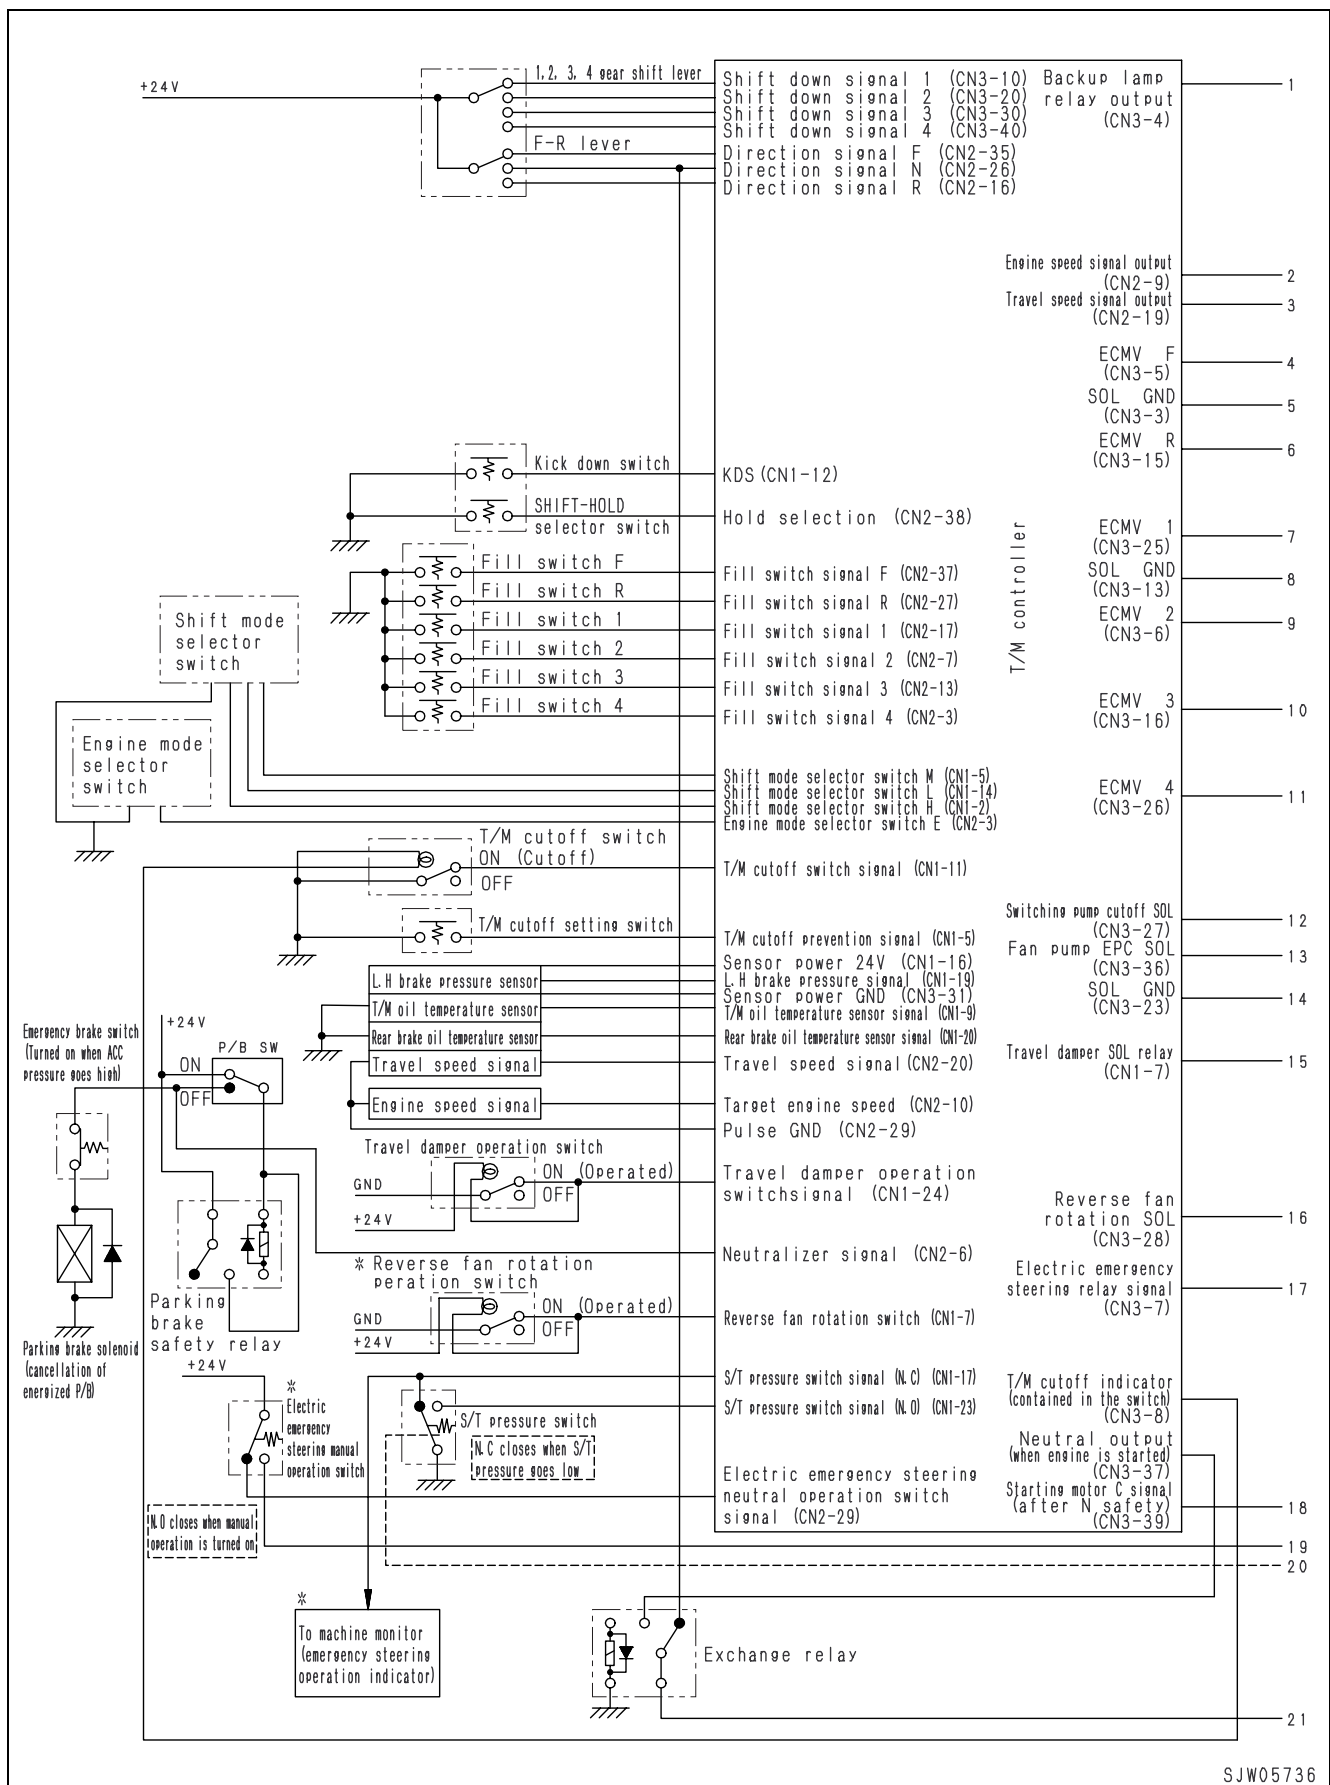 +24V
1, 2, 3, 4 gear shift lever
F-R lever
Shift down signal 1 (CN3-10)
Shift down signal 2 (CN3-20)
Shift down signal 3 (CN3-30)
Shift down signal 4 (CN3-40)
Direction signal F (CN2-35)
Direction signal N (CN2-26)
Direction signal R (CN2-16)
Backup lamp
relay output
(CN3-4)
1
Engine speed signal output
(CN2-9)
2
Travel speed signal output
(CN2-19)
3
ECMV F
(CN3-5)
4
SOL GND
(CN3-3)
5
ECMV R
(CN3-15)
6
Kick down switch
KDS (CN1-12)
SHIFT-HOLD
selector switch
Hold selection (CN2-38)
T/M controller
ECMV 1
(CN3-25)
7
SOL GND
(CN3-13)
8
ECMV 2
(CN3-6)
9
ECMV 3
(CN3-16)
10
ECMV 4
(CN3-26)
11
Fill switch F
Fill switch R
Fill switch 1
Fill switch 2
Fill switch 3
Fill switch 4
Fill switch signal F (CN2-37)
Fill switch signal R (CN2-27)
Fill switch signal 1 (CN2-17)
Fill switch signal 2 (CN2-7)
Fill switch signal 3 (CN2-13)
Fill switch signal 4 (CN2-3)
Shift mode
selector
switch
Engine mode
selector
switch
Shift mode selector switch M (CN1-5)
Shift mode selector switch L (CN1-14)
Shift mode selector switch H (CN1-2)
Engine mode selector switch E (CN2-3)
T/M cutoff switch
ON (Cutoff)
OFF
T/M cutoff switch signal (CN1-11)
T/M cutoff setting switch
T/M cutoff prevention signal (CN1-5)
Switching pump cutoff SOL
(CN3-27)
12
Fan pump EPC SOL
(CN3-36)
13
SOL GND
(CN3-23)
14
Travel damper SOL relay
(CN1-7)
15
L.H brake pressure sensor
T/M oil temperature sensor
Rear brake oil temperature sensor
Travel speed signal
Engine speed signal
Sensor power 24V (CN1-16)
L.H brake pressure signal (CN1-19)
Sensor power GND (CN3-31)
T/M oil temperature sensor signal (CN1-9)
Rear brake oil temperature sensor signal (CN1-20)
Travel speed signal (CN2-20)
Target engine speed (CN2-10)
Pulse GND (CN2-29)
Emergency brake switch
(Turned on when ACC
pressure goes high)
+24V
P/B SW
ON
OFF
Parking
brake
safety relay
Parking brake solenoid
(cancellation of
energized P/B)
Travel damper operation switch
GND
+24V
ON (Operated)
OFF
Travel damper operation
switchsignal (CN1-24)
Neutralizer signal (CN2-6)
※ Reverse fan rotation
peration switch
GND
+24V
ON (Operated)
OFF
Reverse fan rotation switch (CN1-7)
Reverse fan
rotation SOL
(CN3-28)
16
Electric emergency
steering relay signal
(CN3-7)
17
+24V
※
Electric
emergency
steering manual
operation switch
N.O closes when manual
operation is turned on
S/T pressure switch
N.C closes when S/T
pressure goes low
S/T pressure switch signal (N.C) (CN1-17)
S/T pressure switch signal (N.O) (CN1-23)
Electric emergency steering
neutral operation switch
signal (CN2-29)
T/M cutoff indicator
(contained in the switch)
(CN3-8)
Neutral output
(when engine is started)
(CN3-37)
Starting motor C signal
(after N safety)
(CN3-39)
18
19
20
※
To machine monitor
(emergency steering
operation indicator)
Exchange relay
21
SJW05736